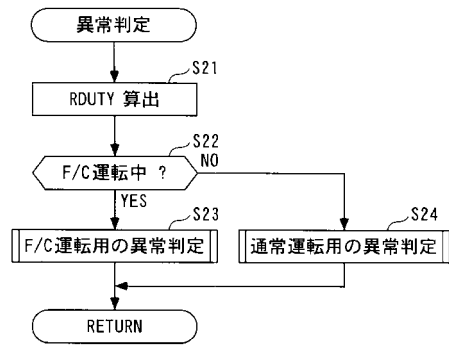 異常判定
S21
RDUTY 算出
S22
F/C運転中 ?
NO
YES
S23
F/C運転用の異常判定
S24
通常運転用の異常判定
RETURN